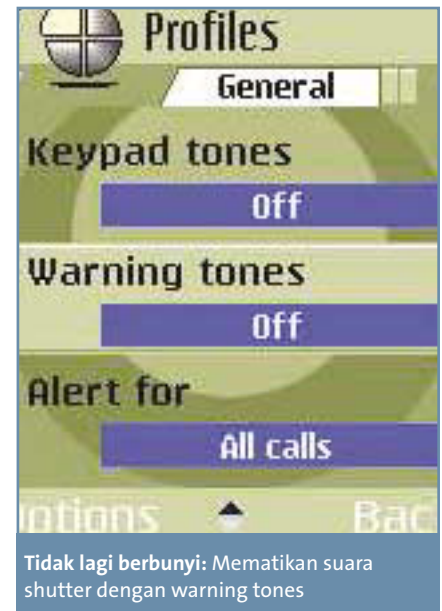 Profiles
General
Keypad tones
Off
Warning tones
Off
Alert for
All calls
Tidak lagi berbunyi: Mematikan suara
shutter dengan warning tones